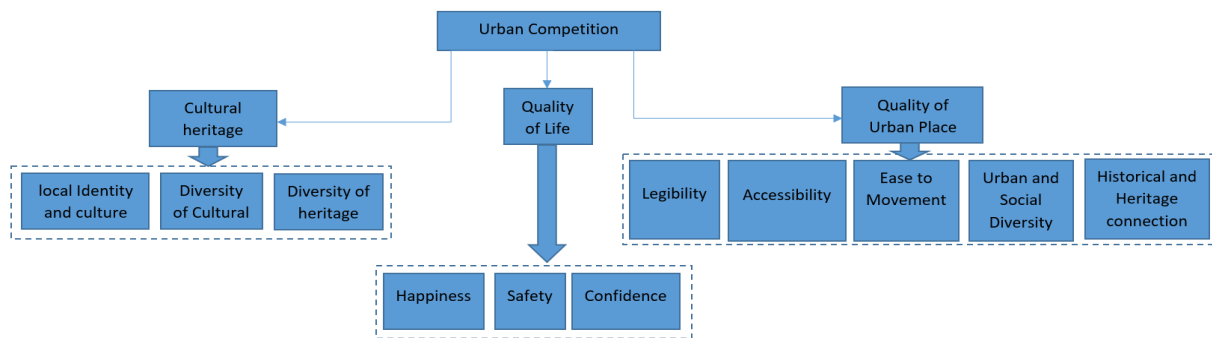 Urban Competition
Cultural
heritage
Quality
of Life
Quality of
Urban Place
local Identity
and culture
Diversity
of Cultural
Diversity of
heritage
Legibility
Accessibility
Ease to
Movement
Urban and
Social
Diversity
Historical and
Heritage
connection
Happiness
Safety
Confidence